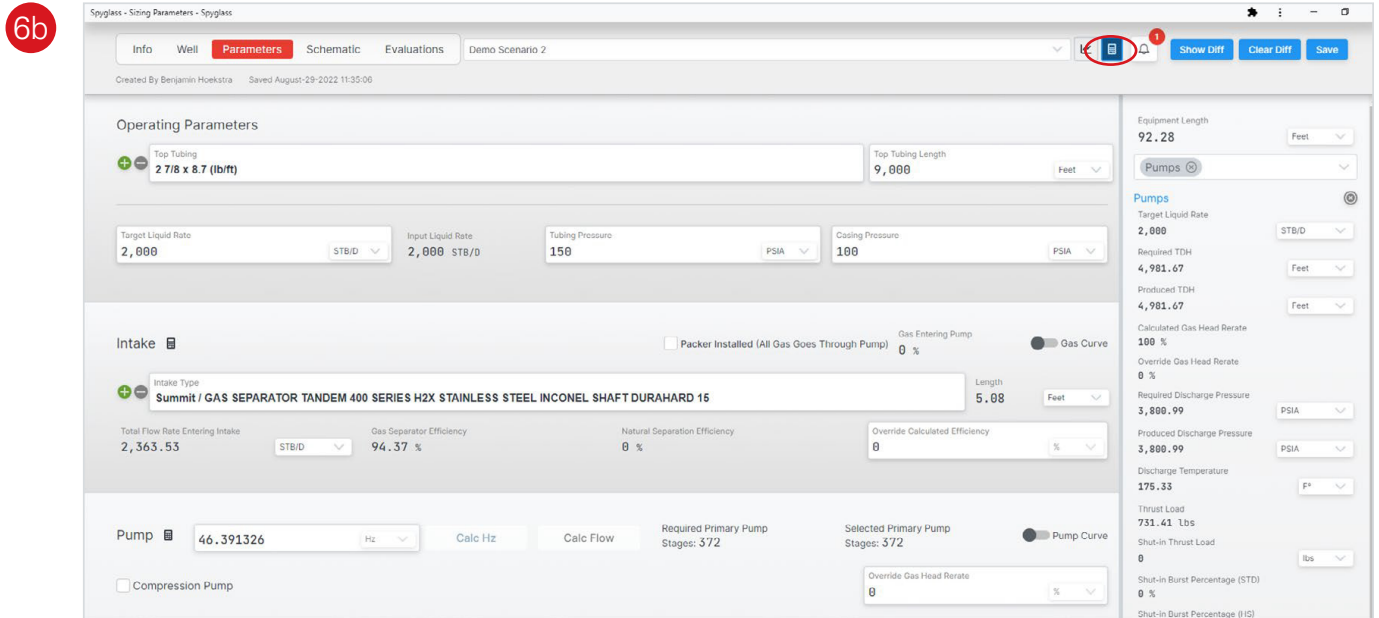 6b
Spyglass - Sizing Parameters - Spyglass
Info Well Parameters Schematic Evaluations Demo Scenario 2 1 Show Diff Clear Diff Save
Created By Benjamin Hoekstra Saved August-29-2022 11:35:06
Operating Parameters
Top Tubing
2 7/8 x 8.7 (lb/ft)
Top Tubing Length
9,000 Feet
Target Liquid Rate
2,000 STB/D
Input Liquid Rate
2,000 STB/D
Tubing Pressure
150 PSIA
Casing Pressure
100 PSIA
Intake
Packer Installed (All Gas Goes Through Pump)
Gas Entering Pump
0 %
Gas Curve
Intake Type
Summit / GAS SEPARATOR TANDEM 400 SERIES H2X STAINLESS STEEL INCONEL SHAFT DURAHARD 15
Length
5.08 Feet
Total Flow Rate Entering Intake
2,363.53 STB/D
Gas Separator Efficiency
94.37 %
Natural Separation Efficiency
0 %
Override Calculated Efficiency
0 %
Pump
46.391326 Hz
Calc Hz
Calc Flow
Required Primary Pump
Stages: 372
Selected Primary Pump
Stages: 372
Pump Curve
Compression Pump
Override Gas Head Rerate
0 %
Equipment Length
92.28 Feet
Pumps
Pumps
Target Liquid Rate
2,000 STB/D
Required TDH
4,981.67 Feet
Produced TDH
4,981.67 Feet
Calculated Gas Head Rerate
100 %
Override Gas Head Rerate
0 %
Required Discharge Pressure
3,800.99 PSIA
Produced Discharge Pressure
3,800.99 PSIA
Discharge Temperature
175.33 F°
Thrust Load
731.41 lbs
Shut-in Thrust Load
0 lbs
Shut-in Burst Percentage (STD)
0 %
Shut-in Burst Percentage (HS)